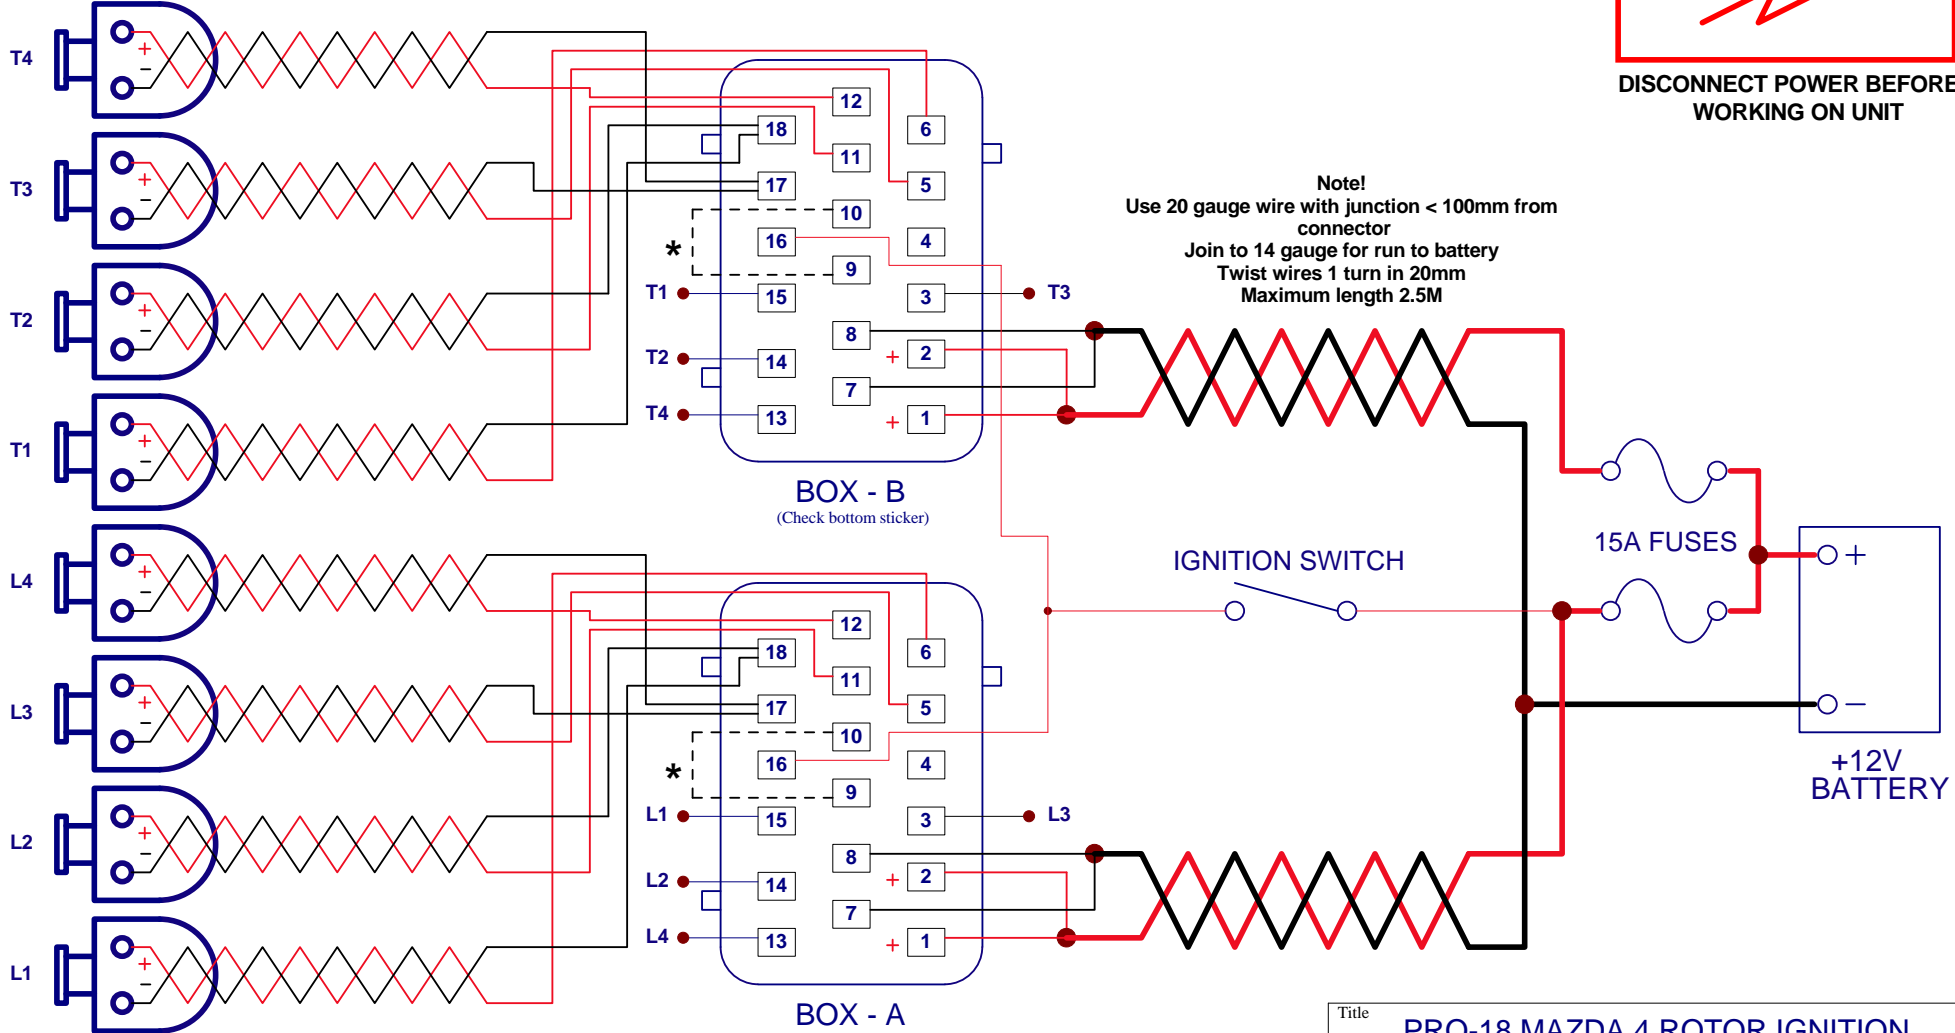 DISCONNECT POWER BEFORE
WORKING ON UNIT
Note!
Use 20 gauge wire with junction < 100mm from
connector
Join to 14 gauge for run to battery
Twist wires 1 turn in 20mm
Maximum length 2.5M
T4
+
−
T3
+
−
T2
+
−
T1
+
−
L4
+
−
L3
+
−
L2
+
−
L1
+
−
12
18
6
11
17
5
10
16
4
*
9
T1
15
3
T3
8
T2
14
+
2
7
T4
13
+
1
BOX - B
(Check bottom sticker)
IGNITION SWITCH
15A FUSES
+
−
+12V
BATTERY
12
18
6
11
17
5
10
16
4
*
9
L1
15
3
L3
8
L2
14
+
2
7
L4
13
+
1
BOX - A
Title
PRO-18 MAZDA 4 ROTOR IGNITION